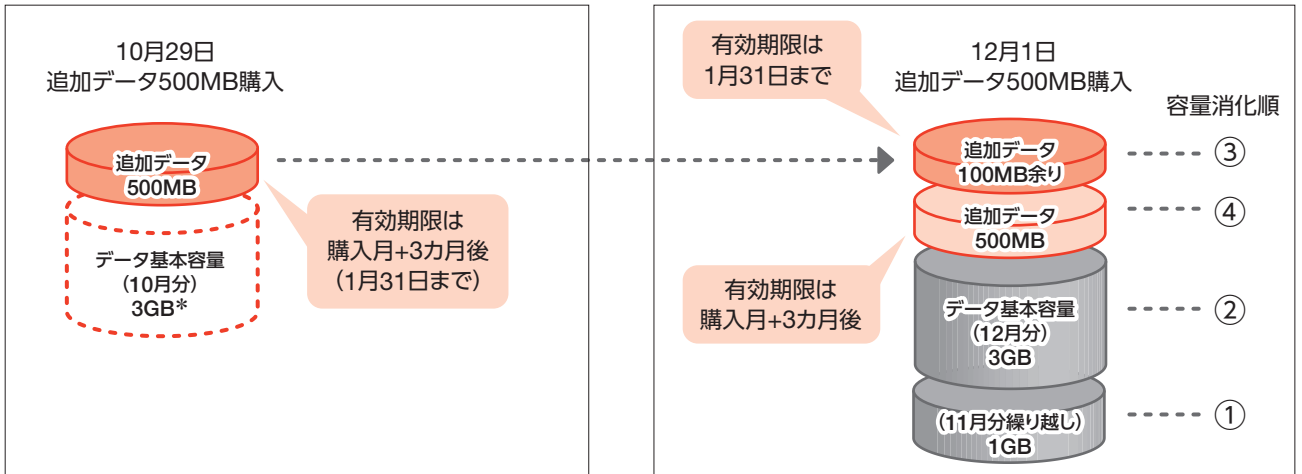 10月29日
追加データ500MB購入
追加データ
500MB
データ基本容量
(10月分)
3GB*
有効期限は
購入月+3カ月後
(1月31日まで)
有効期限は
1月31日まで
12月1日
追加データ500MB購入
容量消化順
追加データ
100MB余り
③
追加データ
500MB
④
有効期限は
購入月+3カ月後
データ基本容量
(12月分)
3GB
②
(11月分繰り越し)
1GB
①